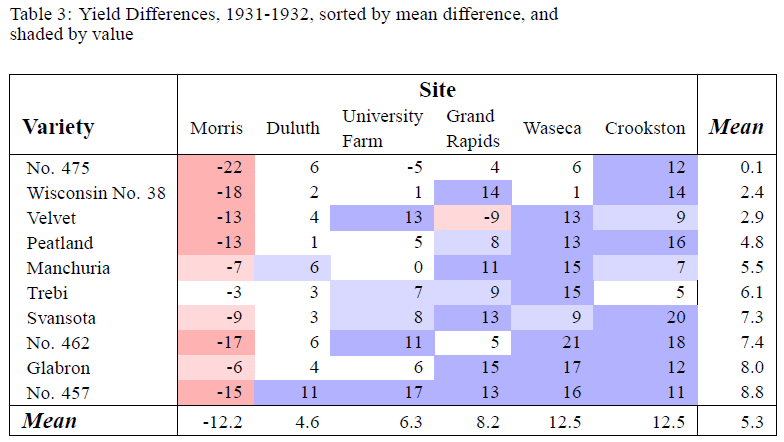 Table 3: Yield Differences, 1931-1932, sorted by mean difference, and
shaded by value
Site
Variety Morris Duluth University Farm Grand Rapids Waseca Crookston Mean
No. 475 -22 6 -5 4 6 12 0.1
Wisconsin No. 38 -18 2 1 14 1 14 2.4
Velvet -13 4 13 -9 13 9 2.9
Peatland -13 1 5 8 13 16 4.8
Manchuria -7 6 0 11 15 7 5.5
Trebi -3 3 7 9 15 5 6.1
Svansota -9 3 8 13 9 20 7.3
No. 462 -17 6 11 5 21 18 7.4
Glabron -6 4 6 15 17 12 8.0
No. 457 -15 11 17 13 16 11 8.8
Mean -12.2 4.6 6.3 8.2 12.5 12.5 5.3